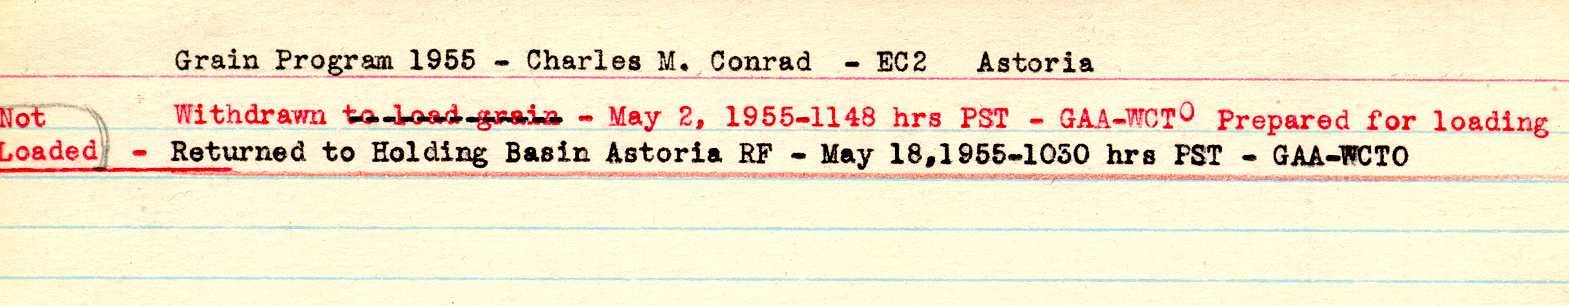 Grain Program 1955 - Charles M. Conrad - EC2 Astoria
Not Withdrawn to load grain - May 2, 1955-1148 hrs PST - GAA-WCTO Prepared for loading
Loaded - Returned to Holding Basin Astoria RF - May 18,1955-1030 hrs PST - GAA-WCTO